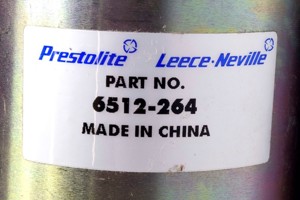 Prestolite Leece-Neville
PART NO.
6512-264
MADE IN CHINA